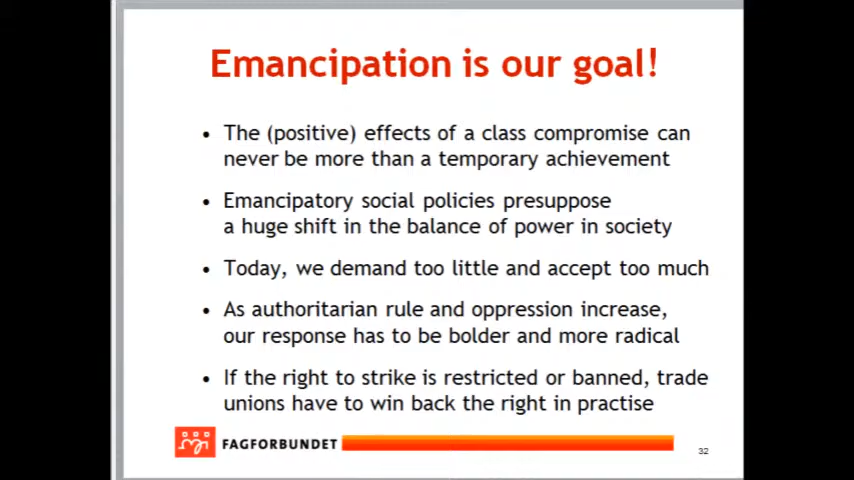 Emancipation is our goal!
• The (positive) effects of a class compromise can
never be more than a temporary achievement
• Emancipatory social policies presuppose
a huge shift in the balance of power in society
• Today, we demand too little and accept too much
• As authoritarian rule and oppression increase,
our response has to be bolder and more radical
• If the right to strike is restricted or banned, trade
unions have to win back the right in practise
FAGFORBUNDET
32